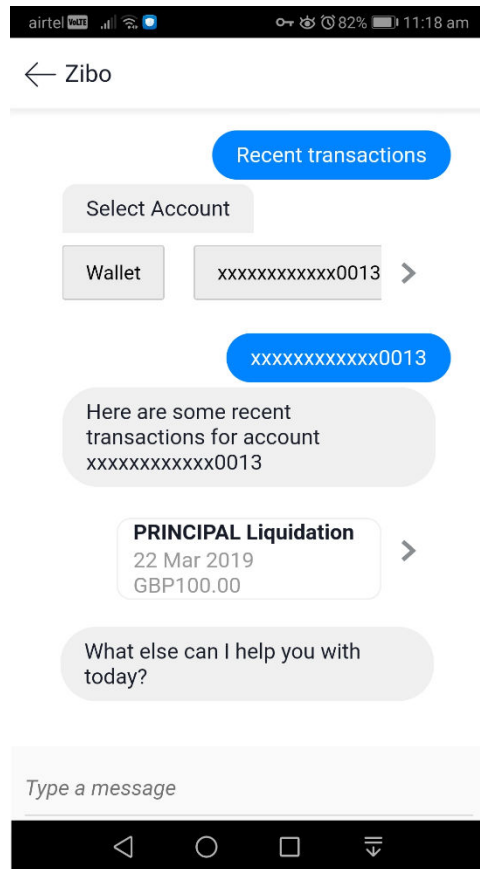 airtel VoLTE 82% 11:18 am
Zibo
Recent transactions
Select Account
Wallet xxxxxxxxxxxx0013
xxxxxxxxxxxx0013
Here are some recent
transactions for account
xxxxxxxxxxxx0013
PRINCIPAL Liquidation
22 Mar 2019
GBP100.00
What else can I help you with
today?
Type a message